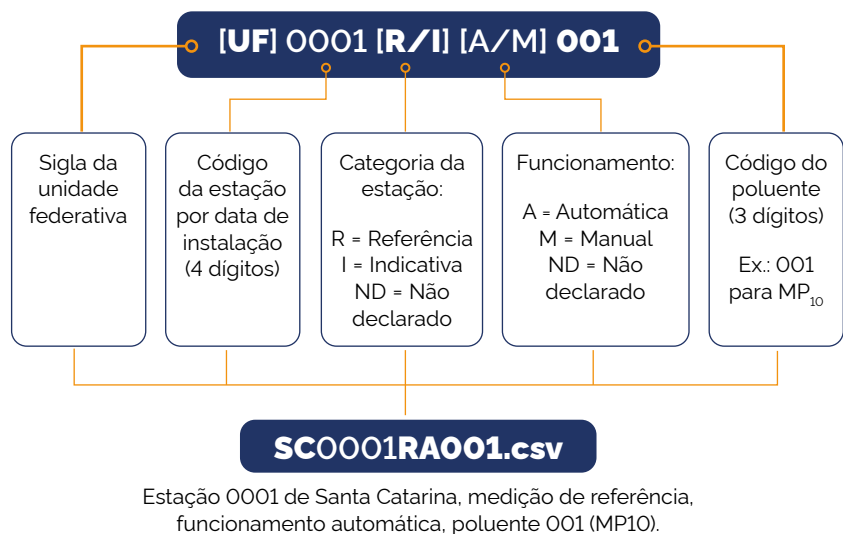 [UF] 0001 [R/I] [A/M] 001
Sigla da
unidade
federativa
Código
da estação
por data de
instalação
(4 dígitos)
Categoria da
estação:
R = Referência
I = Indicativa
ND = Não
declarado
Funcionamento:
A = Automática
M = Manual
ND = Não
declarado
Código do
poluente
(3 dígitos)
Ex.: 001
para MP₁₀
SC0001RA001.csv
Estação 0001 de Santa Catarina, medição de referência,
funcionamento automática, poluente 001 (MP10).